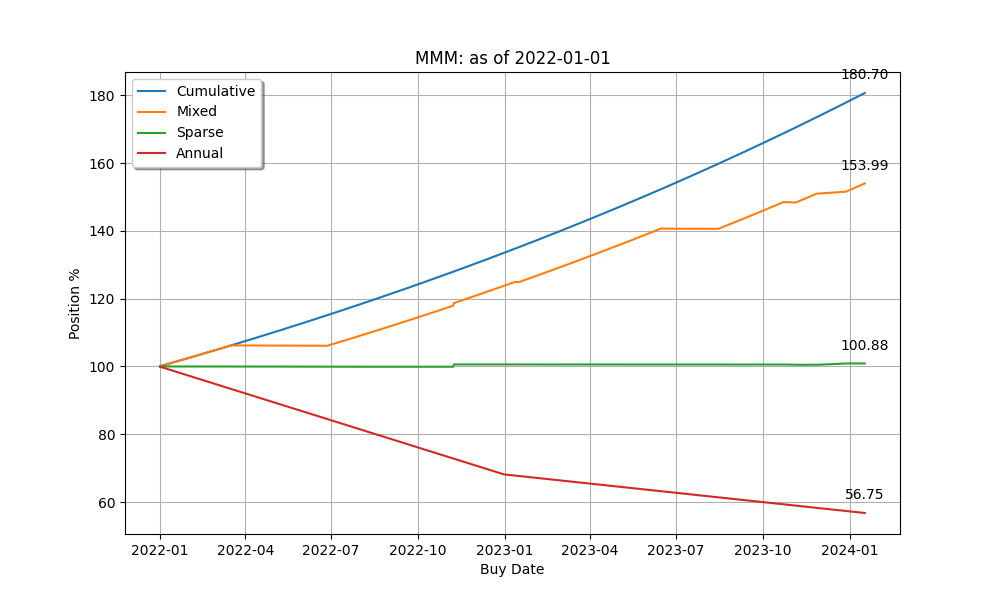 MMM: as of 2022-01-01
Cumulative
Mixed
Sparse
Annual
180.70
153.99
100.88
56.75
180
160
140
120
100
80
60
Position %
2022-01 2022-04 2022-07 2022-10 2023-01 2023-04 2023-07 2023-10 2024-01
Buy Date